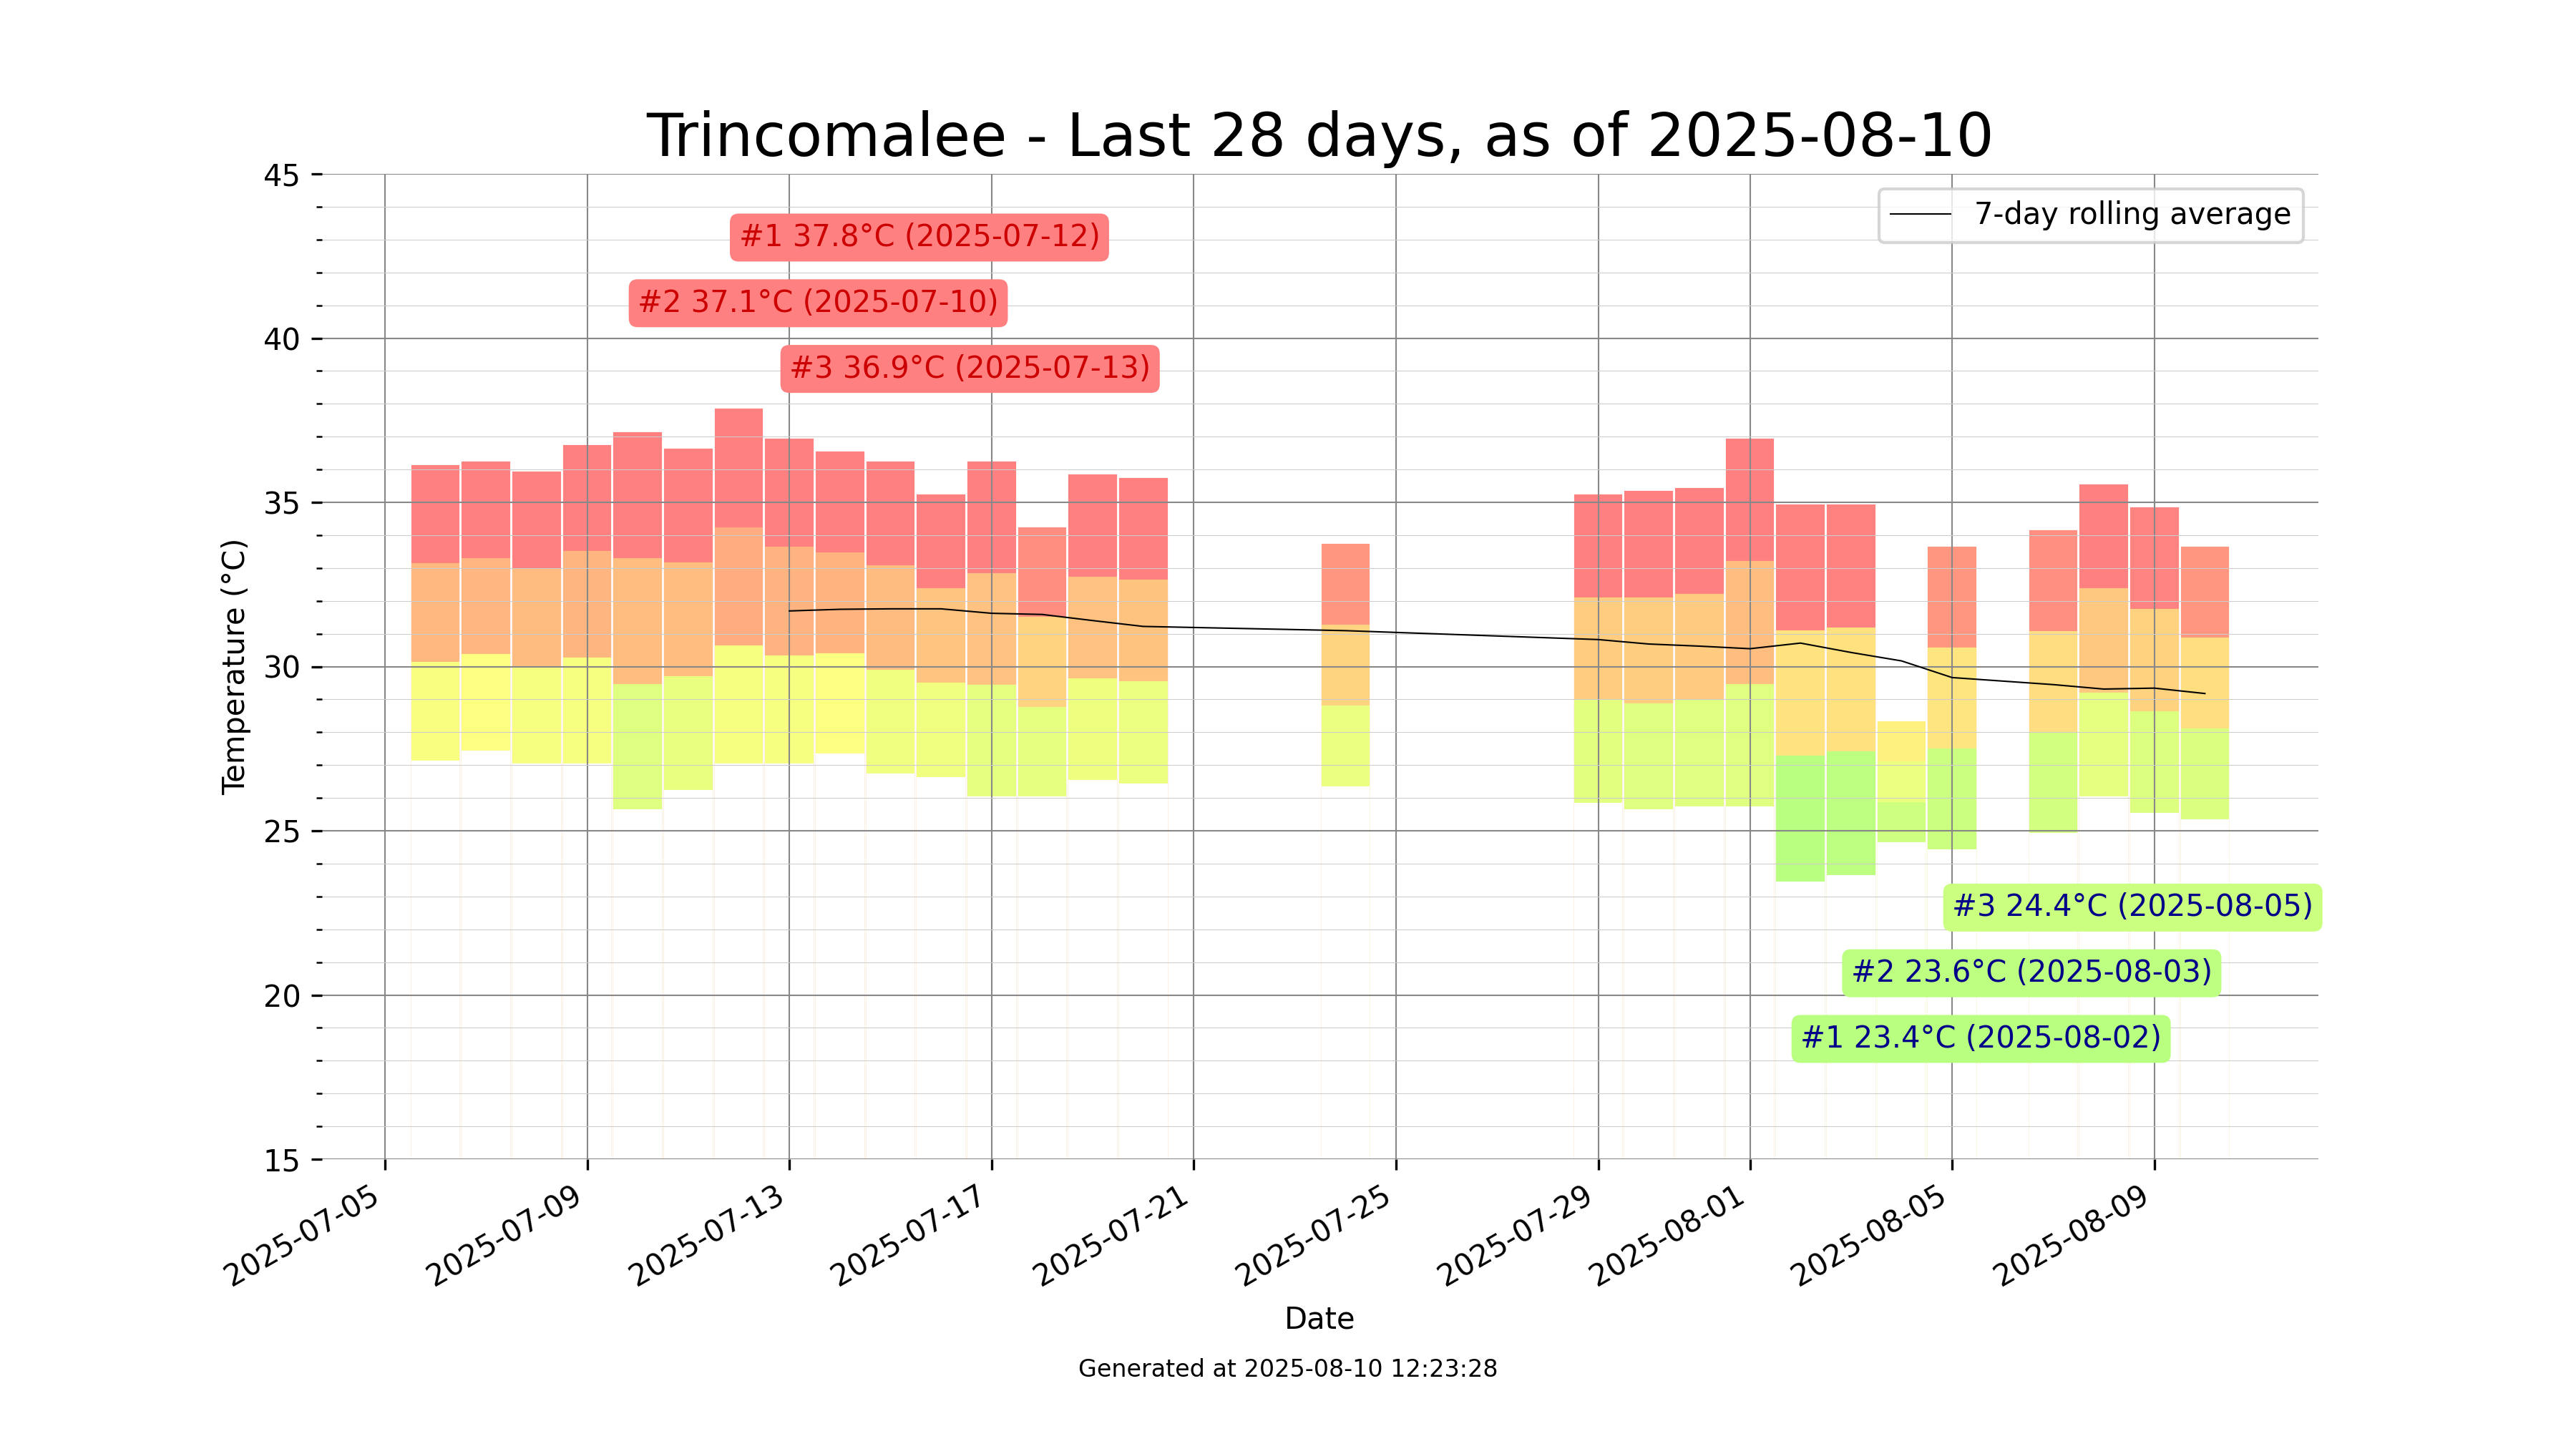 Trincomalee - Last 28 days, as of 2025-08-10
45
7-day rolling average
#1 37.8°C (2025-07-12)
#2 37.1°C (2025-07-10)
40
#3 36.9°C (2025-07-13)
35
Temperature (°C)
30
25
#3 24.4°C (2025-08-05)
#2 23.6°C (2025-08-03)
20
#1 23.4°C (2025-08-02)
15
2025-07-05
2025-07-09
2025-07-13
2025-07-17
2025-07-21
2025-07-25
2025-07-29
2025-08-01
2025-08-05
2025-08-09
Date
Generated at 2025-08-10 12:23:28